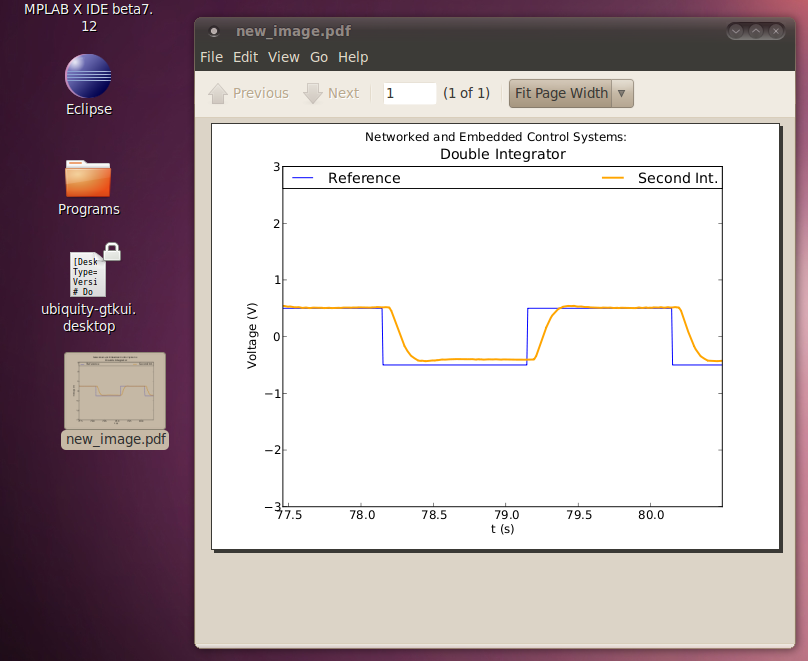 MPLAB X IDE beta7.
12
Eclipse
Programs
[Desk
Type=
Versi
# Do
ubiquity-gtkui.
desktop
new_image.pdf
new_image.pdf
File Edit View Go Help
Previous Next 1 (1 of 1) Fit Page Width
Networked and Embedded Control Systems:
Double Integrator
Reference Second Int.
3
2
1
0
−1
−2
−3
Voltage (V)
77.5 78.0 78.5 79.0 79.5 80.0
t (s)